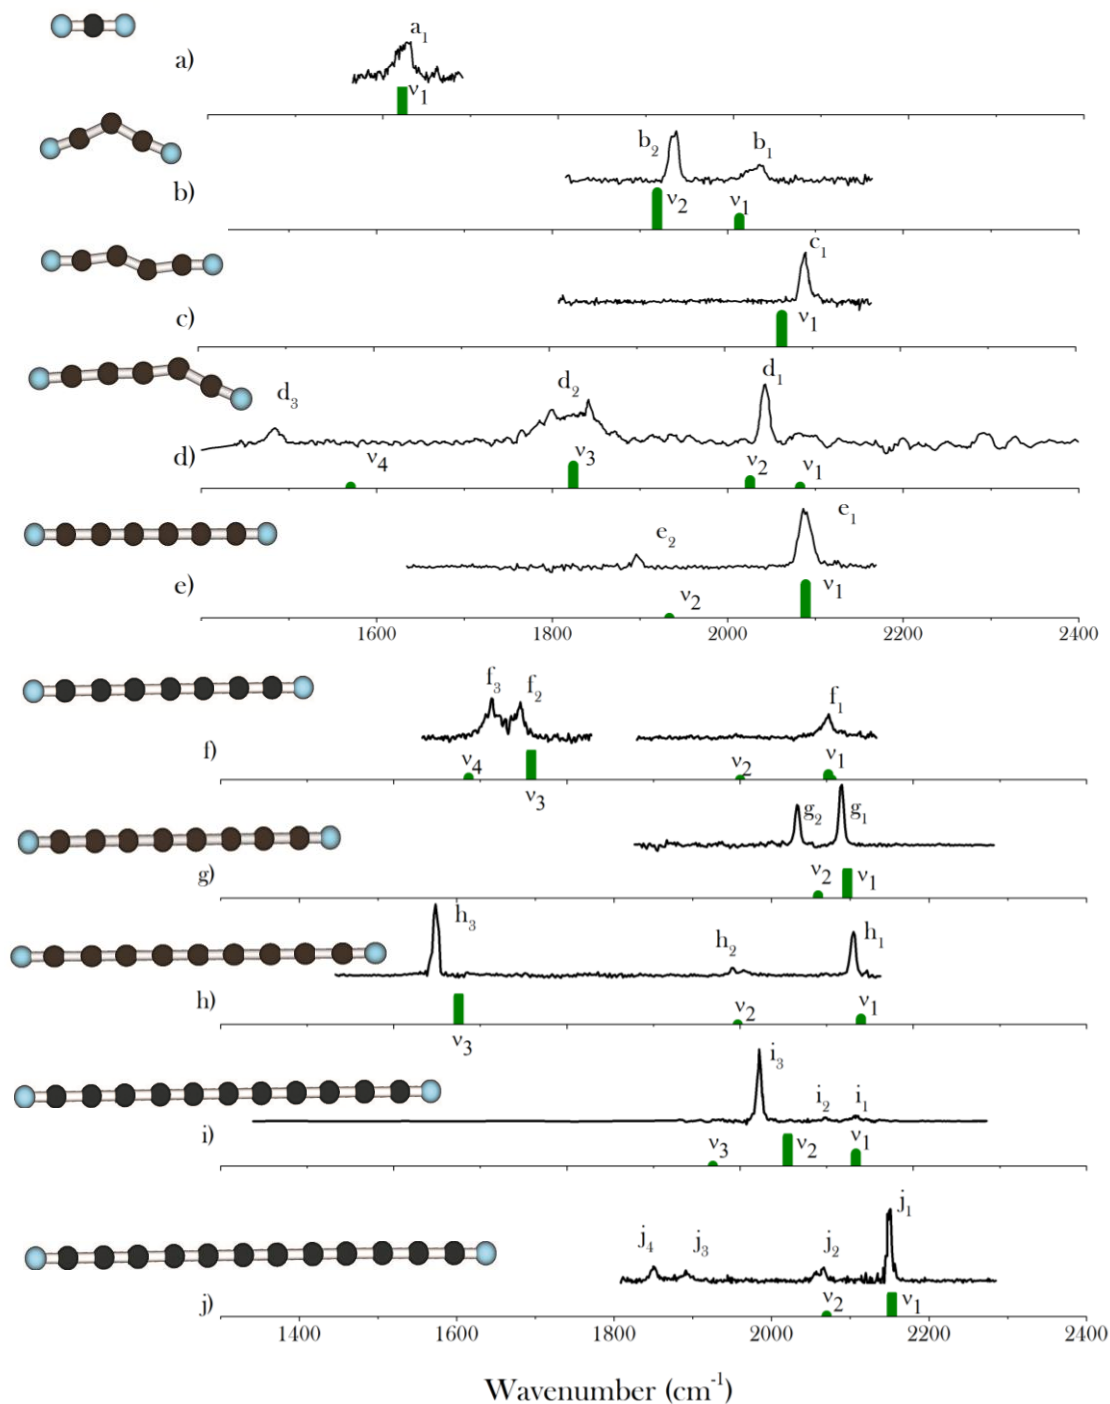 a₁
a)
ν₁
b₂ b₁
b) ν₂ ν₁
c₁
c) ν₁
d₃ d₂ d₁
d) ν₄ ν₃ ν₂ ν₁
e₂ e₁
e) ν₂ ν₁
1600 1800 2000 2200 2400
f₃ f₂ f₁
f) ν₄ ν₂ ν₁
ν₃
g₂ g₁
g) ν₂ ν₁
h₃ h₂ h₁
h) ν₂ ν₁
ν₃
i₃ i₂ i₁
i) ν₃ ν₂ ν₁
j₄ j₃ j₂ j₁
j) ν₂ ν₁
1400 1600 1800 2000 2200 2400
Wavenumber (cm⁻¹)